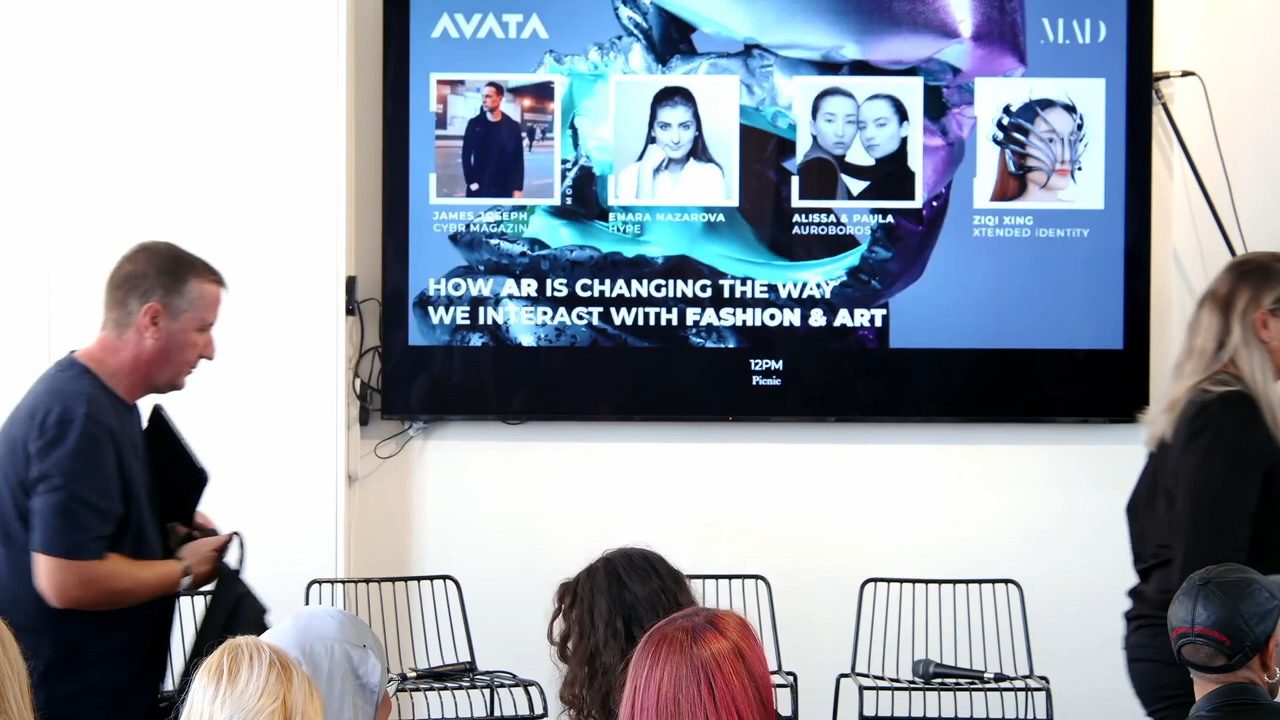 AVATA
MAD
JAMES JOSEPH
CYBR MAGAZIN
ENARA NAZAROVA
HYPE
ALISSA & PAULA
AUROBOROS
ZIQI XING
XTENDED iDENTiTY
HOW AR IS CHANGING THE WAY
WE INTERACT WITH FASHION & ART
12PM
Picnic